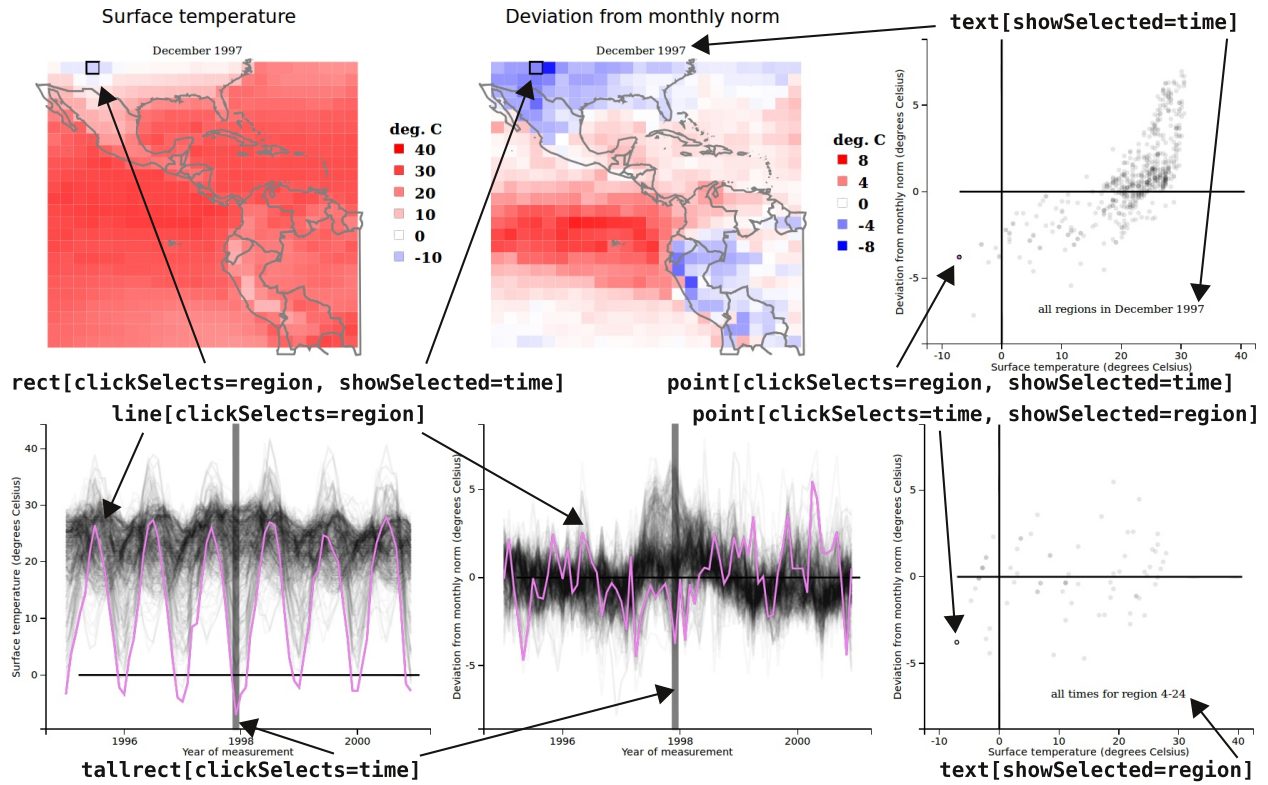 Surface temperature
Deviation from monthly norm
text[showSelected=time]
December 1997
December 1997
deg. C
40
30
20
10
0
-10
deg. C
8
4
0
-4
-8
Deviation from monthly norm (degrees Celsius)
5
0
-5
all regions in December 1997
-10
0
10
20
30
40
Surface temperature (degrees Celsius)
rect[clickSelects=region, showSelected=time]
point[clickSelects=region, showSelected=time]
line[clickSelects=region]
point[clickSelects=time, showSelected=region]
Surface temperature (degrees Celsius)
40
30
20
10
0
1996
1998
2000
Year of measurement
Deviation from monthly norm (degrees Celsius)
5
0
-5
1996
1998
2000
Year of measurement
Deviation from monthly norm (degrees Celsius)
5
0
-5
all times for region 4-24
-10
0
10
20
30
40
Surface temperature (degrees Celsius)
tallrect[clickSelects=time]
text[showSelected=region]